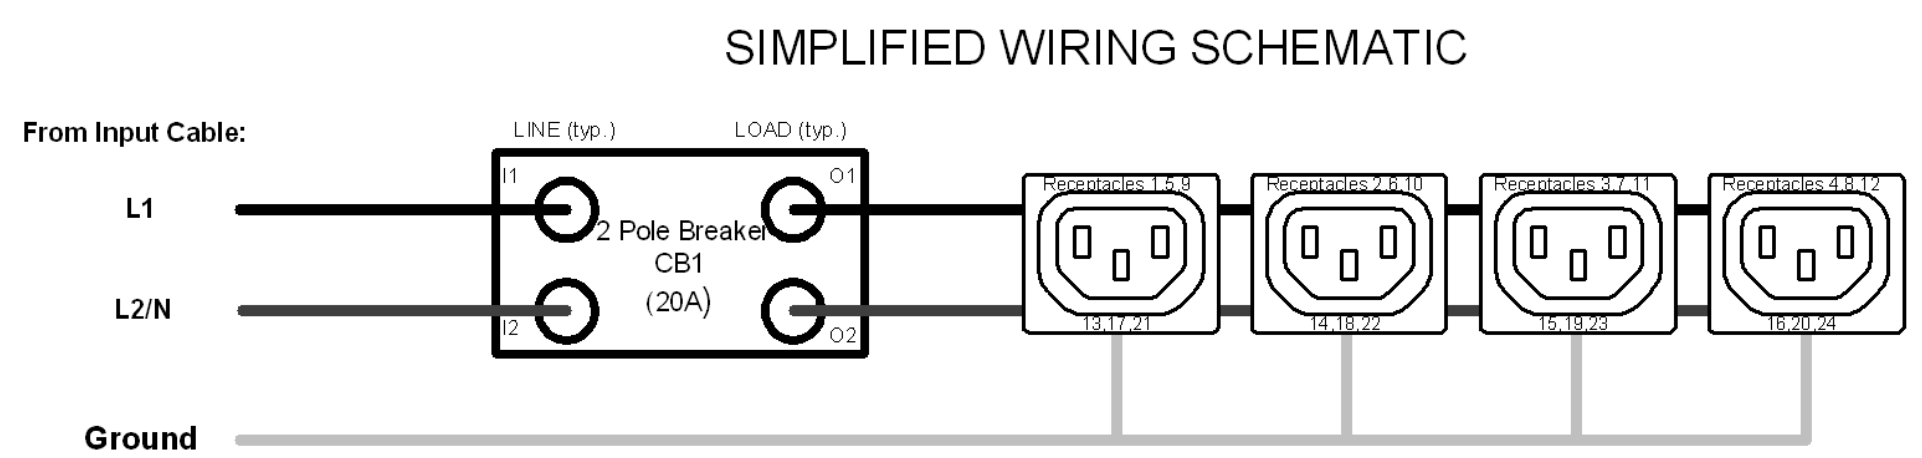 SIMPLIFIED WIRING SCHEMATIC
From Input Cable:
LINE (typ.)
LOAD (typ.)
I1
O1
L1
2 Pole Breaker
CB1
(20A)
L2/N
I2
O2
Receptacles 1,5,9
13,17,21
Receptacles 2,6,10
14,18,22
Receptacles 3,7,11
15,19,23
Receptacles 4,8,12
16,20,24
Ground